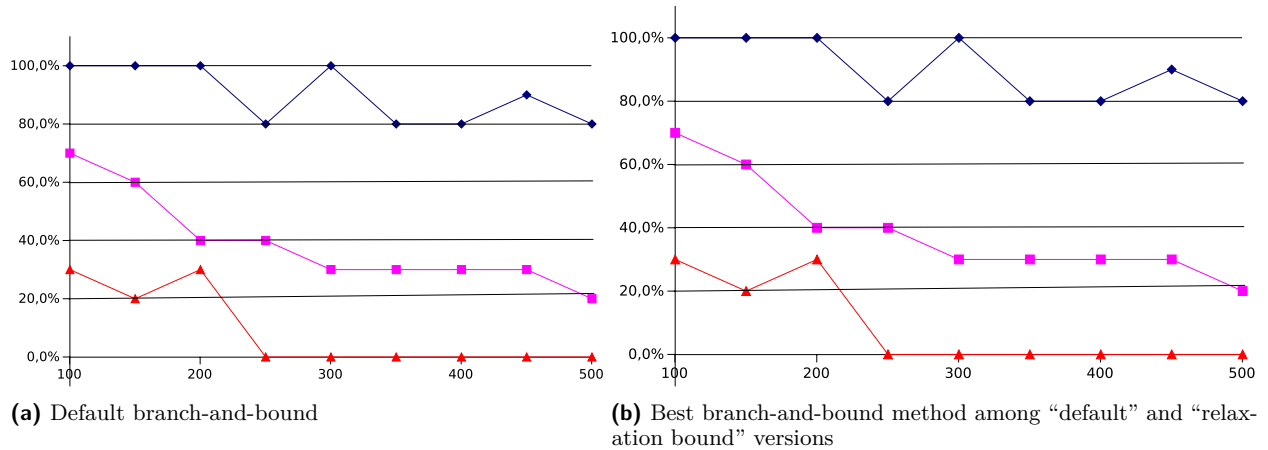 100,0%
80,0%
60,0%
40,0%
20,0%
0,0%
100 200 300 400 500
(a) Default branch-and-bound
100,0%
80,0%
60,0%
40,0%
20,0%
0,0%
100 200 300 400 500
(b) Best branch-and-bound method among “default” and “relax-
ation bound” versions